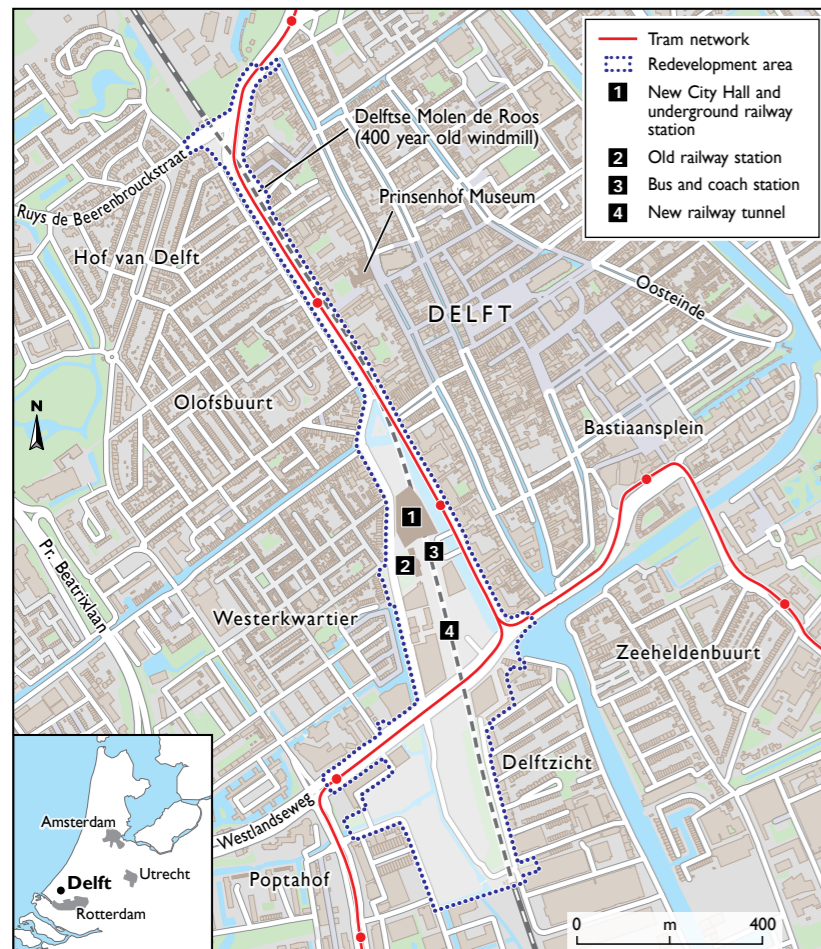 Tram network
Redevelopment area
1 New City Hall and
underground railway
station
2 Old railway station
3 Bus and coach station
4 New railway tunnel
Delftse Molen de Roos
(400 year old windmill)
Ruys de Beerenbrouckstraat
Prinsenhof Museum
Hof van Delft
DELFT
Oosteinde
Olofsbuurt
N
Bastiaansplein
1
2
3
Pr. Beatrixlaan
Westerkwartier
4
Zeeheldenbuurt
Delftzicht
Westlandseweg
Poptahof
Amsterdam
Utrecht
Delft
Rotterdam
0 m 400